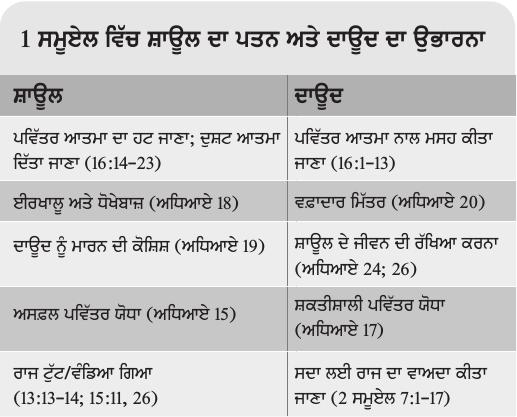 1 ਸਮੂਏਲ ਵਿੱਚ ਸ਼ਾਊਲ ਦਾ ਪਤਨ ਅਤੇ ਦਾਊਦ ਦਾ ਉਭਾਰਨਾ
ਸ਼ਾਊਲ
ਦਾਊਦ
ਪਵਿੱਤਰ ਆਤਮਾ ਦਾ ਹਟ ਜਾਣਾ; ਦੁਸ਼ਟ ਆਤਮਾ
ਦਿੱਤਾ ਜਾਣਾ (16:14–23)
ਪਵਿੱਤਰ ਆਤਮਾ ਨਾਲ ਮਸਹ ਕੀਤਾ
ਜਾਣਾ (16:1–13)
ਈਰਖਾਲੂ ਅਤੇ ਧੋਖੇਬਾਜ਼ (ਅਧਿਆਏ 18)
ਵਫ਼ਾਦਾਰ ਮਿੱਤਰ (ਅਧਿਆਏ 20)
ਦਾਊਦ ਨੂੰ ਮਾਰਨ ਦੀ ਕੋਸ਼ਿਸ਼ (ਅਧਿਆਏ 19)
ਸ਼ਾਊਲ ਦੇ ਜੀਵਨ ਦੀ ਰੱਖਿਆ ਕਰਨਾ
(ਅਧਿਆਏ 24; 26)
ਅਸਫ਼ਲ ਪਵਿੱਤਰ ਯੋਧਾ (ਅਧਿਆਏ 15)
ਸ਼ਕਤੀਸ਼ਾਲੀ ਪਵਿੱਤਰ ਯੋਧਾ
(ਅਧਿਆਏ 17)
ਰਾਜ ਟੁੱਟ/ਵੰਡਿਆ ਗਿਆ
(13:13–14; 15:11, 26)
ਸਦਾ ਲਈ ਰਾਜ ਦਾ ਵਾਅਦਾ ਕੀਤਾ
ਜਾਣਾ (2 ਸਮੂਏਲ 7:1–17)